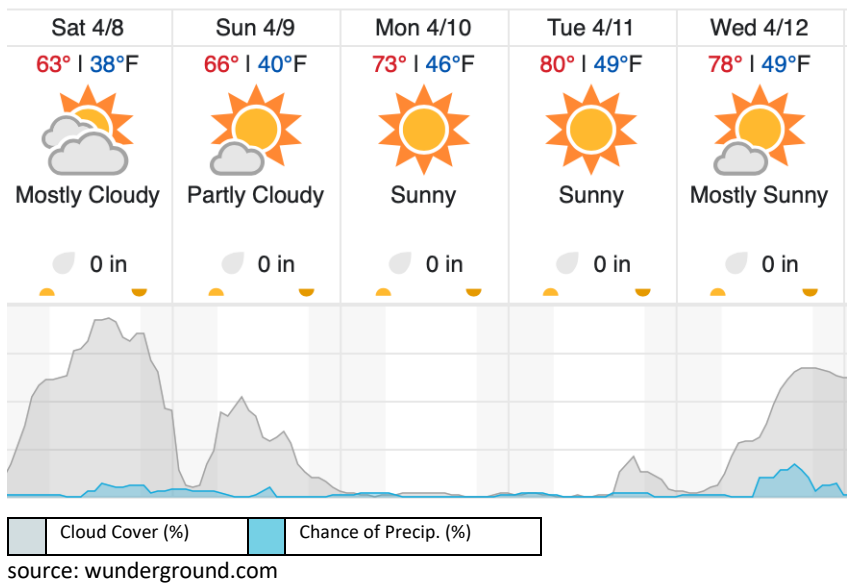 Sat 4/8 Sun 4/9 Mon 4/10 Tue 4/11 Wed 4/12
63° | 38°F 66° | 40°F 73° | 46°F 80° | 49°F 78° | 49°F
Mostly Cloudy Partly Cloudy Sunny Sunny Mostly Sunny
0 in 0 in 0 in 0 in 0 in
Cloud Cover (%) Chance of Precip. (%)
source: wunderground.com